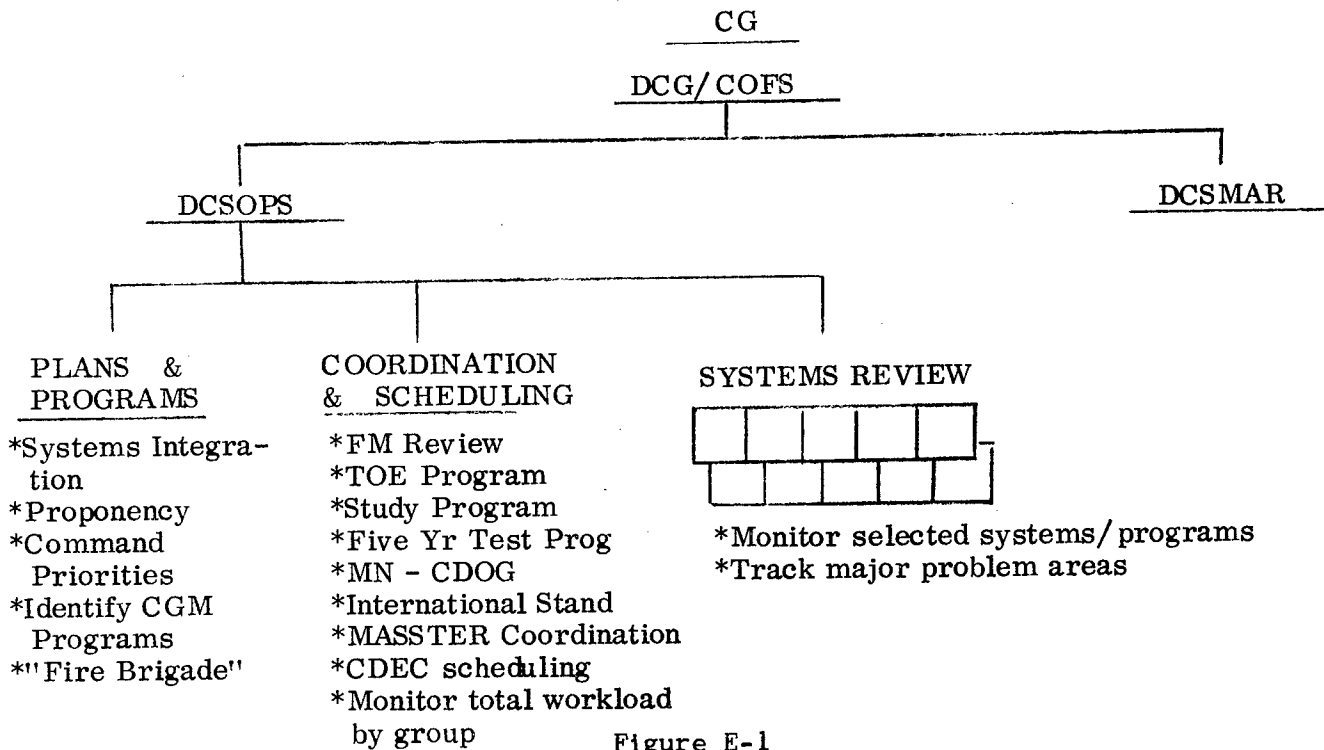 CG
DCG/COFS
DCSOPS
DCSMAR
PLANS &
PROGRAMS
*Systems Integra-
tion
*Proponency
*Command
Priorities
*Identify CGM
Programs
*"Fire Brigade"
COORDINATION
& SCHEDULING
*FM Review
*TOE Program
*Study Program
*Five Yr Test Prog
*MN - CDOG
*International Stand
*MASSTER Coordination
*CDEC scheduling
*Monitor total workload
by group
SYSTEMS REVIEW
*Monitor selected systems/programs
*Track major problem areas
Figure E-1